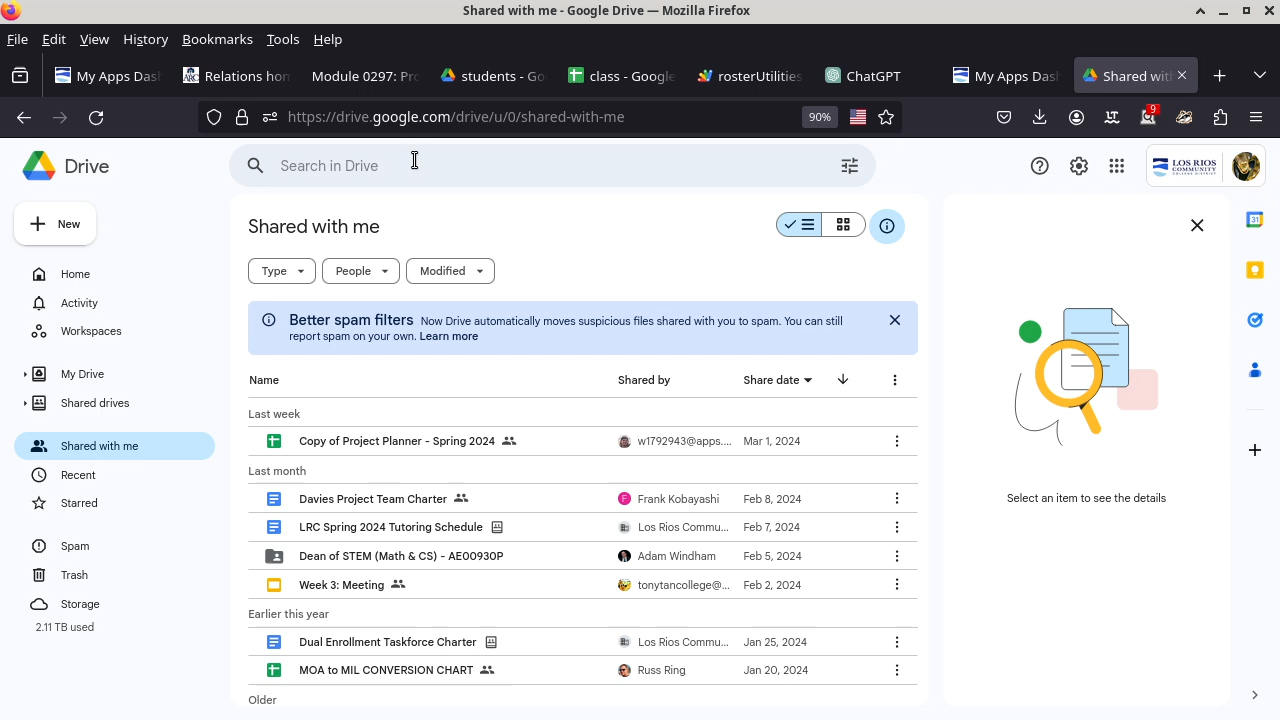 Shared with me - Google Drive — Mozilla Firefox
File Edit View History Bookmarks Tools Help
My Apps Das
Relations hon
Module 0297: Pro
students - Go
class - Google
rosterUtilities
ChatGPT
My Apps Das
Shared with
https://drive.google.com/drive/u/0/shared-with-me
90%
9
Drive
Search in Drive
LOS RIOS
COMMUNITY
COLLEGE DISTRICT
New
Home
Activity
Workspaces
My Drive
Shared drives
Shared with me
Recent
Starred
Spam
Trash
Storage
2.11 TB used
Shared with me
Type
People
Modified
Better spam filters Now Drive automatically moves suspicious files shared with you to spam. You can still
report spam on your own. Learn more
Name Shared by Share date
Last week
Copy of Project Planner - Spring 2024 w1792943@apps.... Mar 1, 2024
Last month
Davies Project Team Charter F Frank Kobayashi Feb 8, 2024
LRC Spring 2024 Tutoring Schedule Los Rios Commu... Feb 7, 2024
Dean of STEM (Math & CS) - AE00930P Adam Windham Feb 5, 2024
Week 3: Meeting tonytancollege@... Feb 2, 2024
Earlier this year
Dual Enrollment Taskforce Charter Los Rios Commu... Jan 25, 2024
MOA to MIL CONVERSION CHART Russ Ring Jan 20, 2024
Older
Select an item to see the details
31